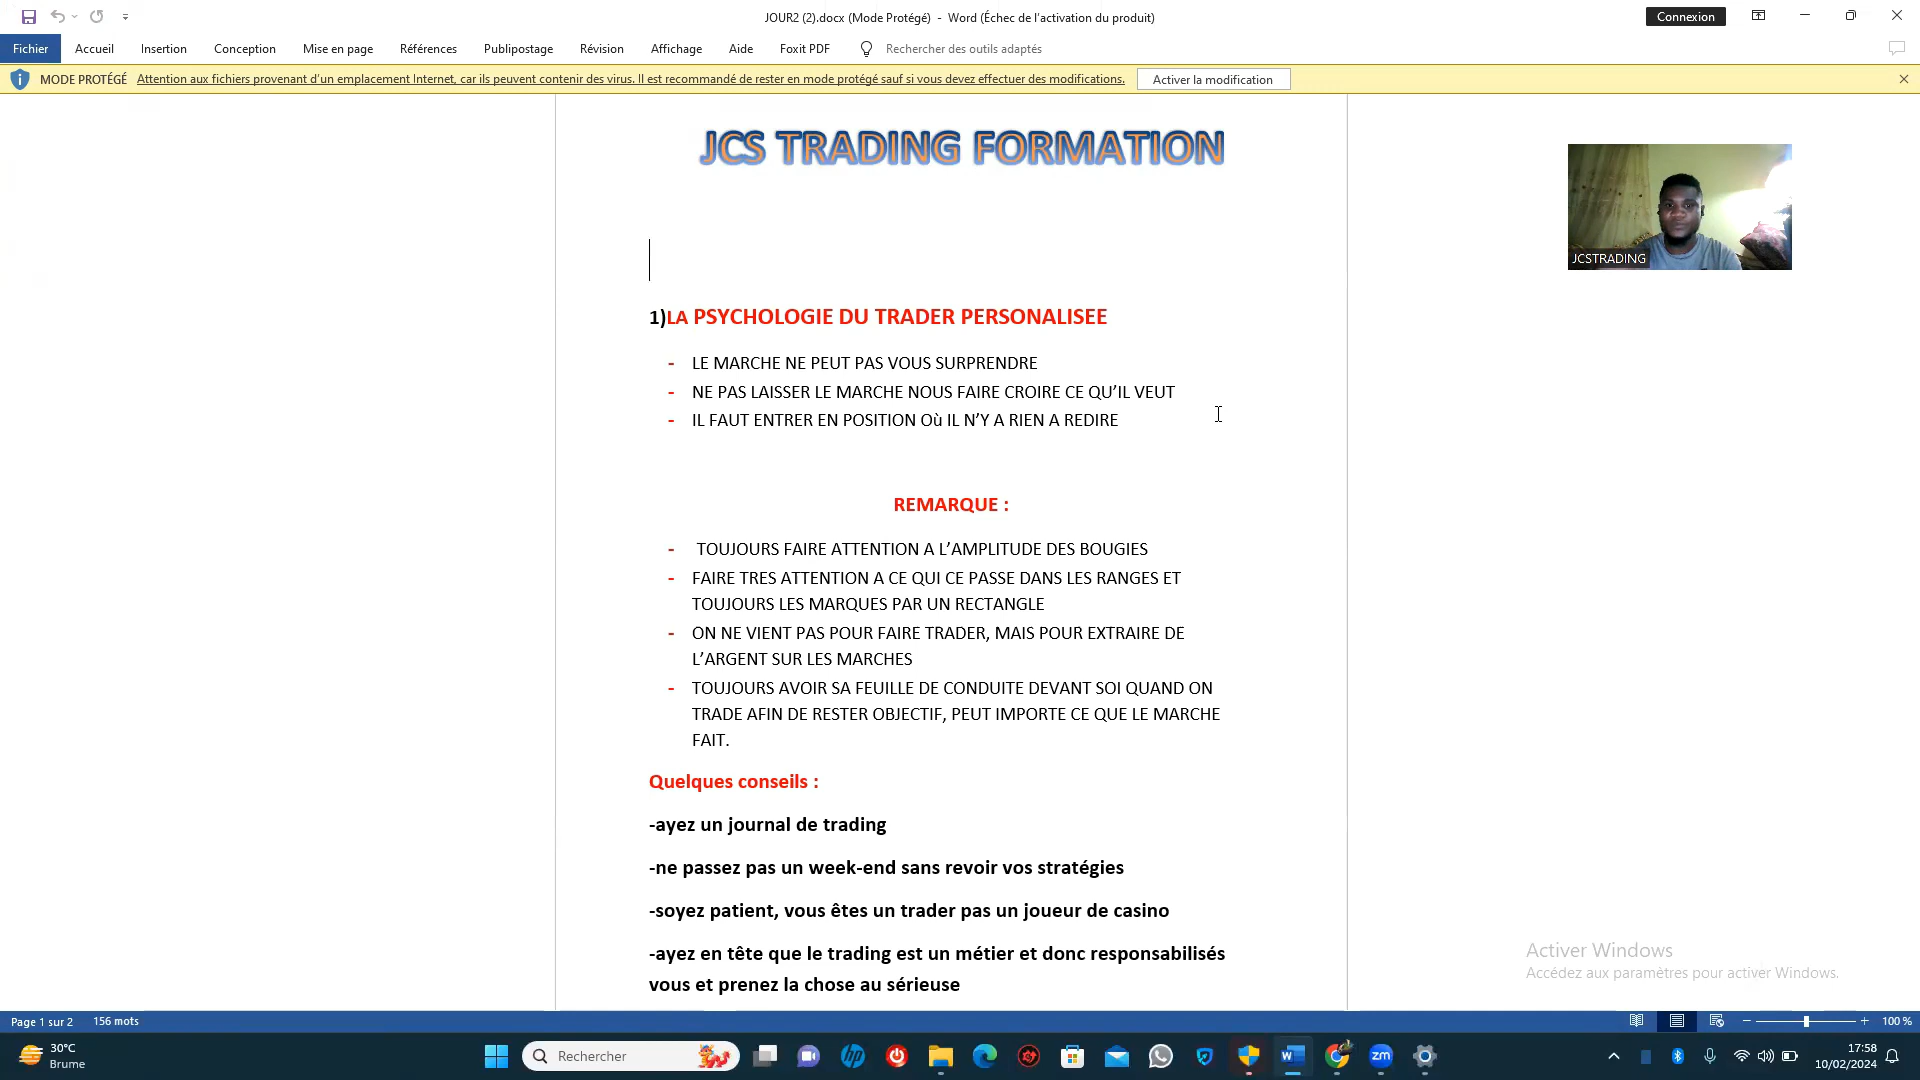 JOUR2 (2).docx (Mode Protégé) - Word (Échec de l'activation du produit)
Connexion
Fichier Accueil Insertion Conception Mise en page Références Publipostage Révision Affichage Aide Foxit PDF Rechercher des outils adaptés
MODE PROTÉGÉ Attention aux fichiers provenant d'un emplacement Internet, car ils peuvent contenir des virus. Il est recommandé de rester en mode protégé sauf si vous devez effectuer des modifications. Activer la modification
JCS TRADING FORMATION
JCSTRADING
1)LA PSYCHOLOGIE DU TRADER PERSONALISEE
- LE MARCHE NE PEUT PAS VOUS SURPRENDRE
- NE PAS LAISSER LE MARCHE NOUS FAIRE CROIRE CE QU’IL VEUT
- IL FAUT ENTRER EN POSITION Où IL N’Y A RIEN A REDIRE
REMARQUE :
- TOUJOURS FAIRE ATTENTION A L’AMPLITUDE DES BOUGIES
- FAIRE TRES ATTENTION A CE QUI CE PASSE DANS LES RANGES ET
TOUJOURS LES MARQUES PAR UN RECTANGLE
- ON NE VIENT PAS POUR FAIRE TRADER, MAIS POUR EXTRAIRE DE
L’ARGENT SUR LES MARCHES
- TOUJOURS AVOIR SA FEUILLE DE CONDUITE DEVANT SOI QUAND ON
TRADE AFIN DE RESTER OBJECTIF, PEUT IMPORTE CE QUE LE MARCHE
FAIT.
Quelques conseils :
-ayez un journal de trading
-ne passez pas un week-end sans revoir vos stratégies
-soyez patient, vous êtes un trader pas un joueur de casino
-ayez en tête que le trading est un métier et donc responsabilisés
vous et prenez la chose au sérieuse
Activer Windows
Accédez aux paramètres pour activer Windows.
Page 1 sur 2 156 mots
100 %
30°C
Brume
Rechercher
hp
zm
17:58
10/02/2024